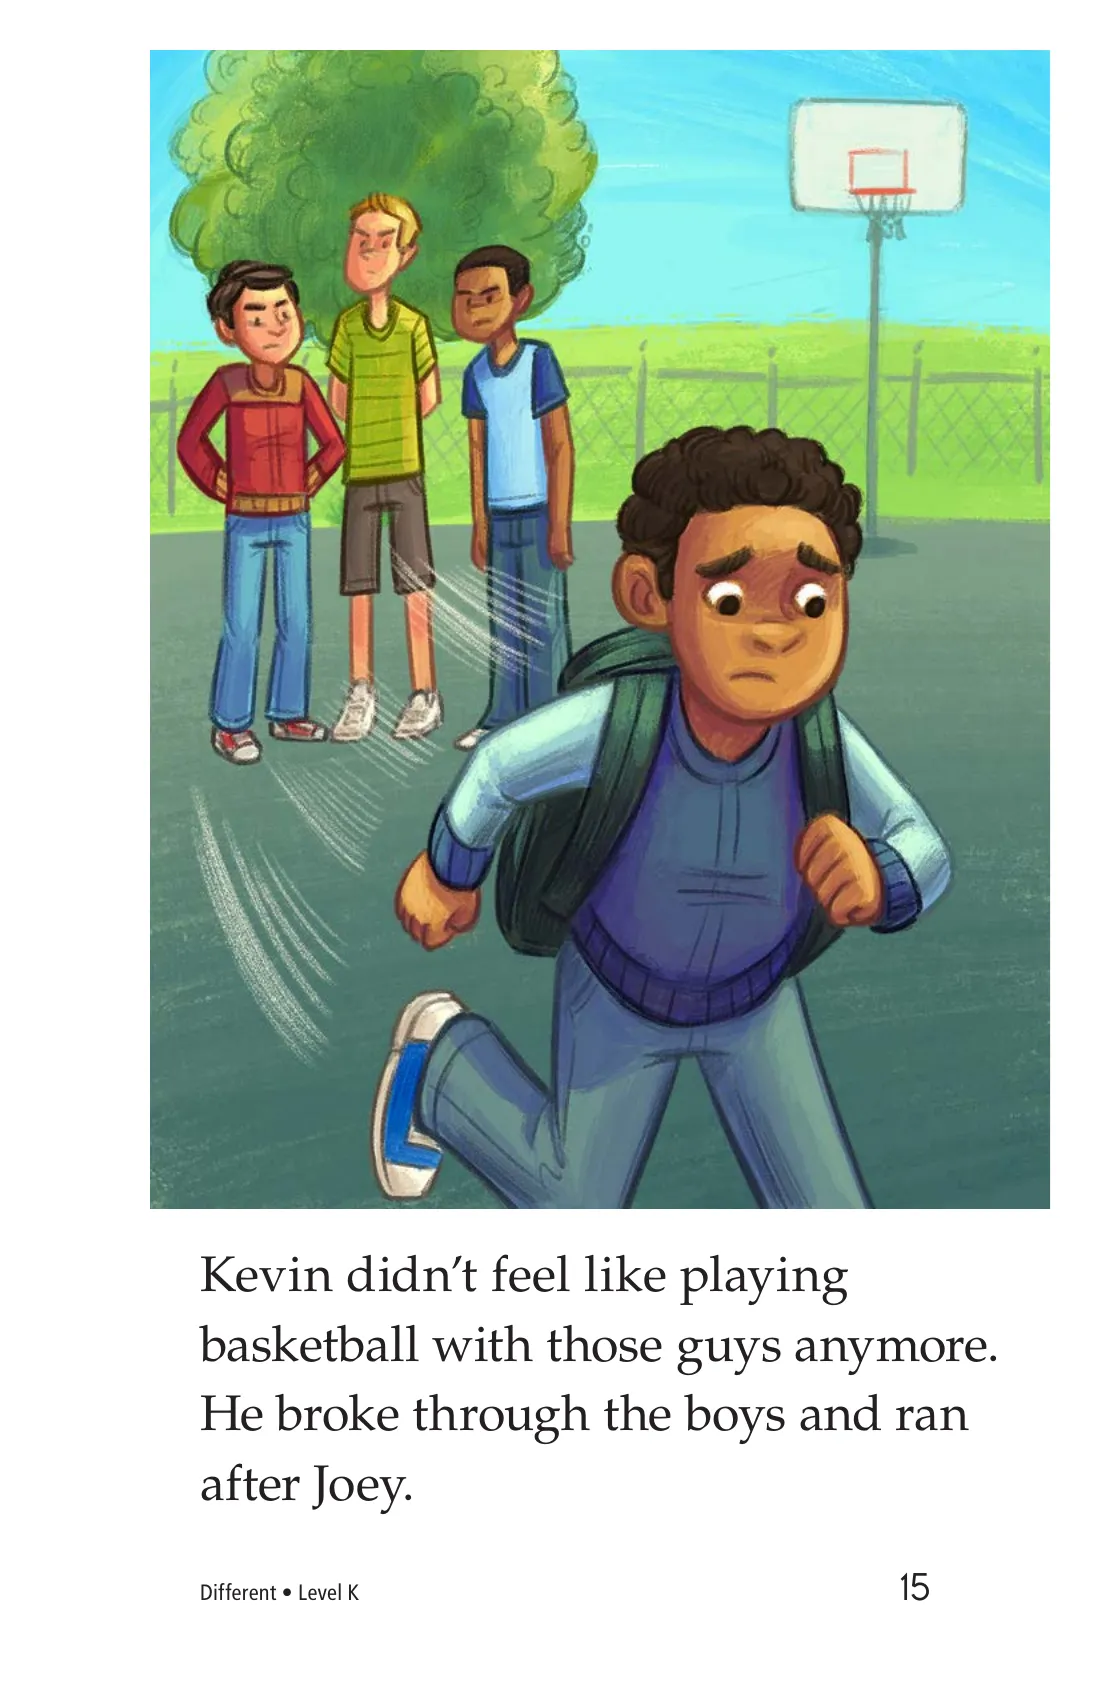 Kevin didn’t feel like playing
basketball with those guys anymore.
He broke through the boys and ran
after Joey.
Different • Level K
15